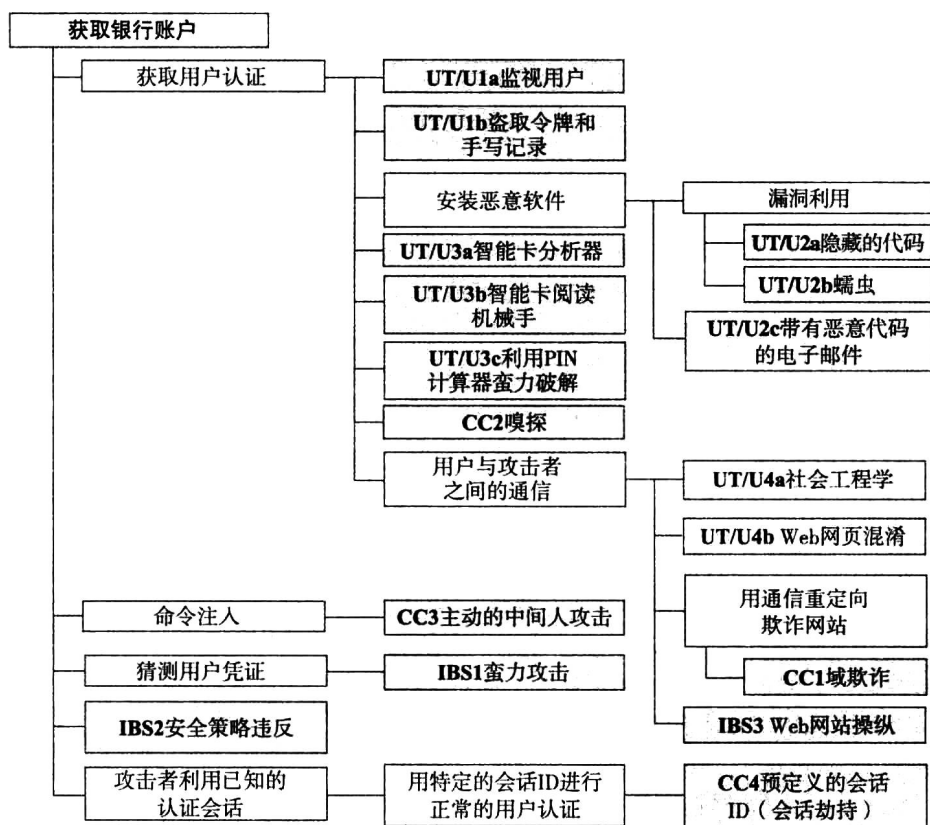 获取银行账户
获取用户认证
UT/U1a监视用户
UT/U1b盗取令牌和
手写记录
安装恶意软件
漏洞利用
UT/U2a隐藏的代码
UT/U2b蠕虫
UT/U2c带有恶意代码
的电子邮件
UT/U3a智能卡分析器
UT/U3b智能卡阅读
机械手
UT/U3c利用PIN
计算器蛮力破解
CC2嗅探
用户与攻击者
之间的通信
UT/U4a社会工程学
UT/U4b Web网页混淆
用通信重定向
欺诈网站
CC1域欺诈
IBS3 Web网站操纵
命令注入
CC3主动的中间人攻击
猜测用户凭证
IBS1蛮力攻击
IBS2安全策略违反
攻击者利用已知的
认证会话
用特定的会话ID进行
正常的用户认证
CC4预定义的会话
ID（会话劫持）